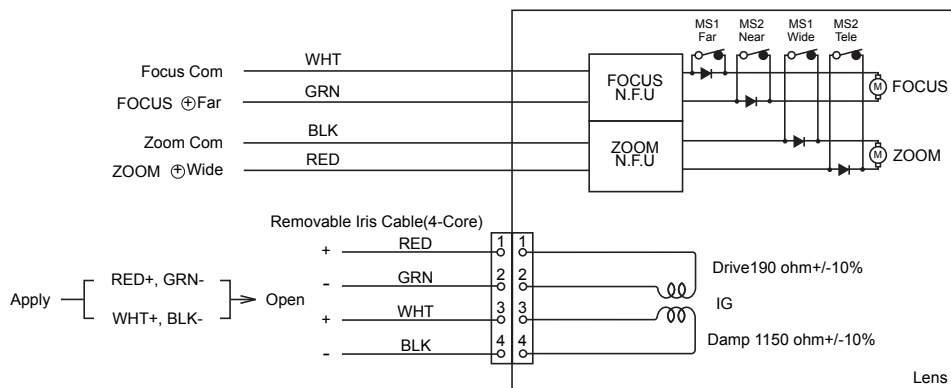 MS1 MS2 MS1 MS2
Far Near Wide Tele
Focus Com WHT
FOCUS N.F.U
M FOCUS
FOCUS ⊕Far GRN
Zoom Com BLK
ZOOM N.F.U
M ZOOM
ZOOM ⊕Wide RED
Removable Iris Cable(4-Core)
+ RED 1 1
Drive190 ohm+/-10%
- GRN 2 2
IG
+ WHT 3 3
Damp 1150 ohm+/-10%
- BLK 4 4
RED+, GRN-
Apply Open
WHT+, BLK-
Lens